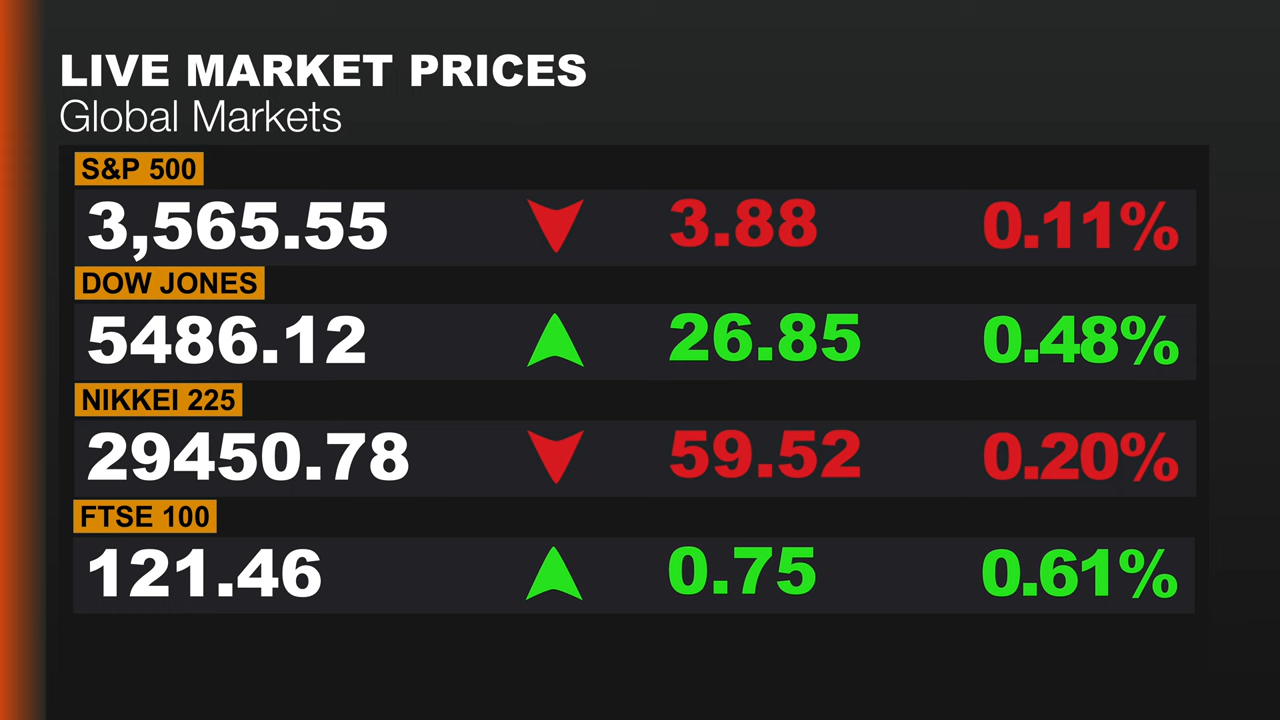 LIVE MARKET PRICES
Global Markets
S&P 500
3,565.55 3.88 0.11%
DOW JONES
5486.12 26.85 0.48%
NIKKEI 225
29450.78 59.52 0.20%
FTSE 100
121.46 0.75 0.61%